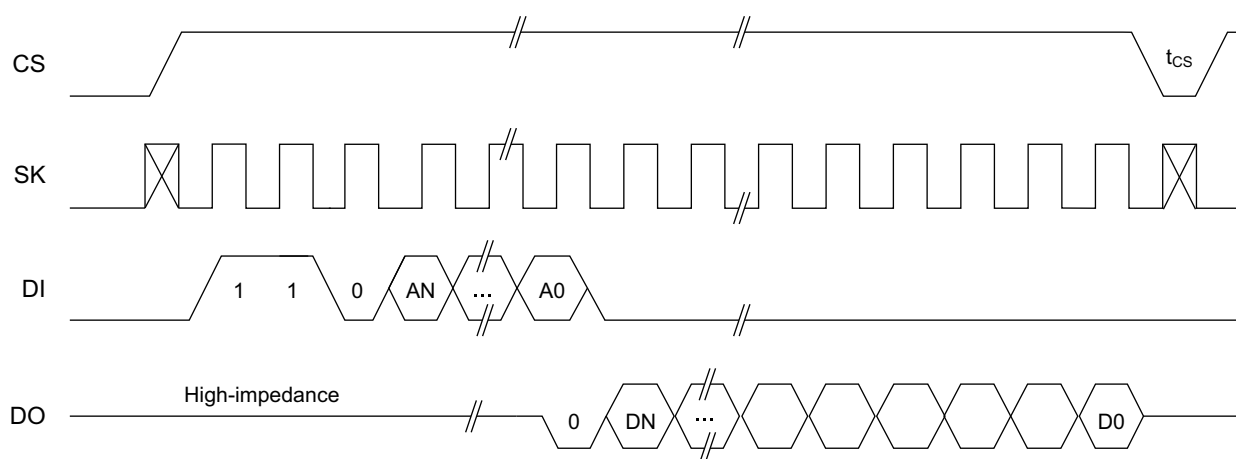 CS
tCS
SK
DI
1 1 0 AN ... A0
High-impedance
DO
0 DN ... D0